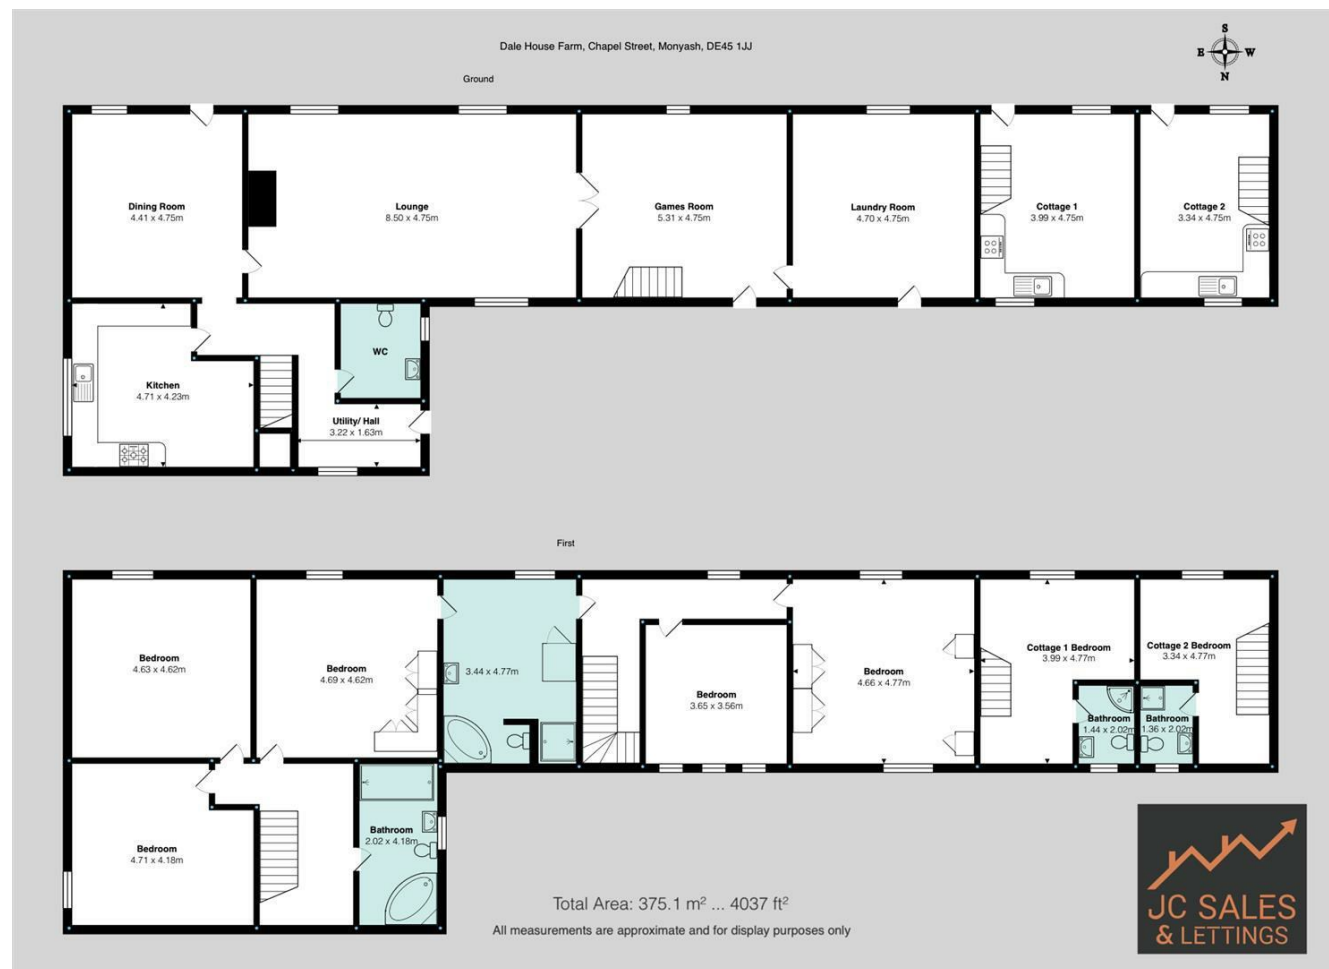 Dale House Farm, Chapel Street, Monyash, DE45 1JJ
S
E W
N
Ground
Dining Room
4.41 x 4.75m
Lounge
8.50 x 4.75m
Games Room
5.31 x 4.75m
Laundry Room
4.70 x 4.75m
Cottage 1
3.99 x 4.75m
Cottage 2
3.34 x 4.75m
WC
Kitchen
4.71 x 4.23m
Utility/ Hall
3.22 x 1.63m
First
Bedroom
4.63 x 4.62m
Bedroom
4.69 x 4.62m
3.44 x 4.77m
Bedroom
3.65 x 3.56m
Bedroom
4.66 x 4.77m
Cottage 1 Bedroom
3.99 x 4.77m
Cottage 2 Bedroom
3.34 x 4.77m
Bathroom
1.44 x 2.02m
Bathroom
1.36 x 2.02m
Bedroom
4.71 x 4.18m
Bathroom
2.02 x 4.18m
Total Area: 375.1 m² ... 4037 ft²
All measurements are approximate and for display purposes only
JC SALES
& LETTINGS